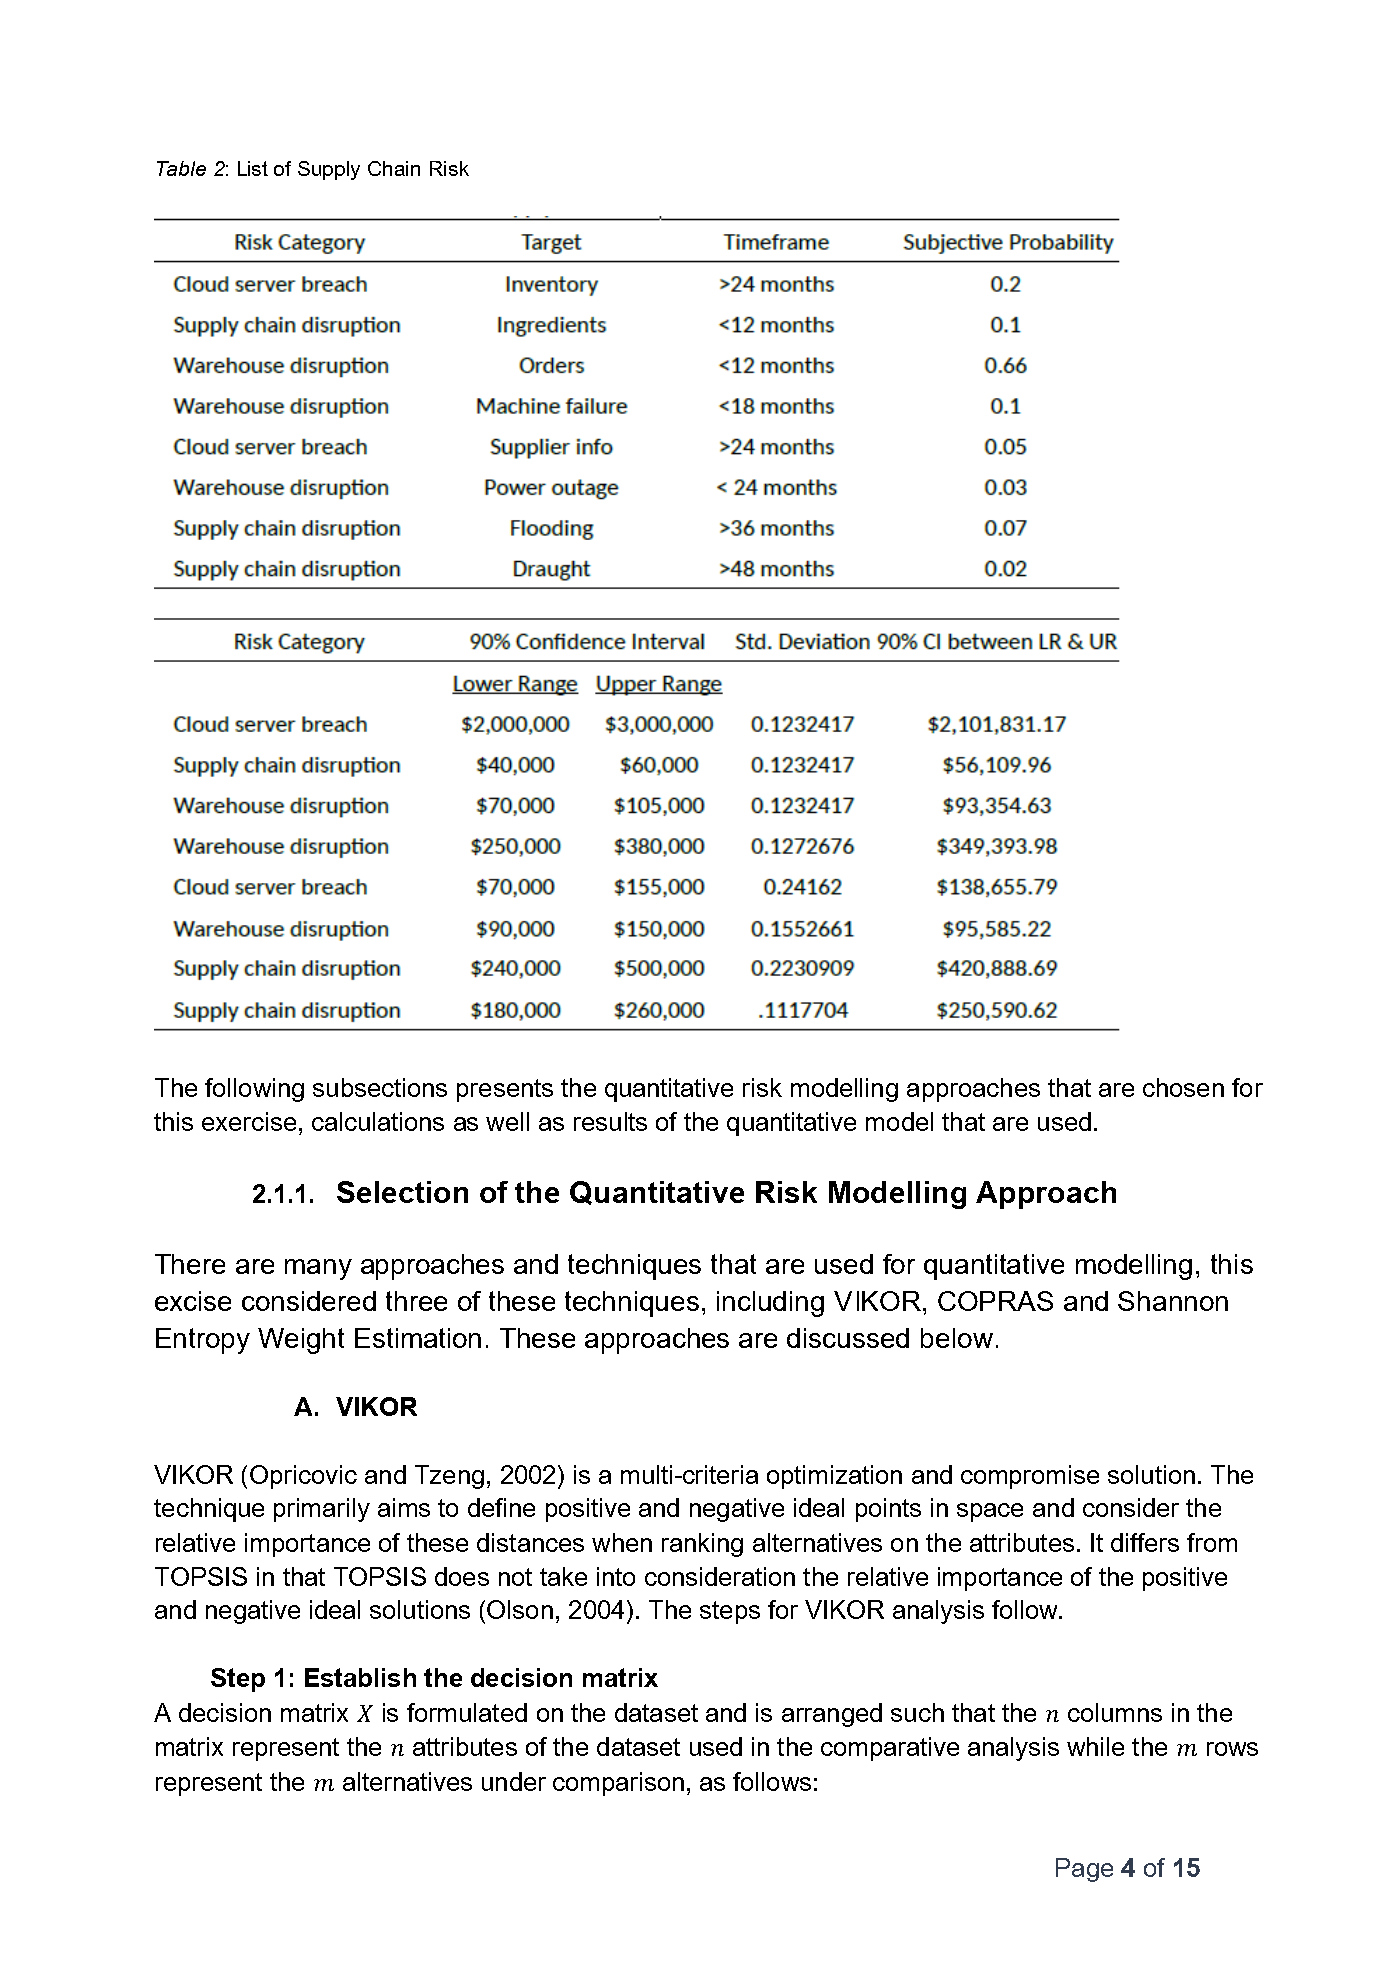 Table 2: List of Supply Chain Risk
Risk Category Target Timeframe Subjective Probability
Cloud server breach Inventory >24 months 0.2
Supply chain disruption Ingredients <12 months 0.1
Warehouse disruption Orders <12 months 0.66
Warehouse disruption Machine failure <18 months 0.1
Cloud server breach Supplier info >24 months 0.05
Warehouse disruption Power outage < 24 months 0.03
Supply chain disruption Flooding >36 months 0.07
Supply chain disruption Draught >48 months 0.02
Risk Category 90% Confidence Interval Std. Deviation 90% CI between LR & UR
Lower Range Upper Range
Cloud server breach $2,000,000 $3,000,000 0.1232417 $2,101,831.17
Supply chain disruption $40,000 $60,000 0.1232417 $56,109.96
Warehouse disruption $70,000 $105,000 0.1232417 $93,354.63
Warehouse disruption $250,000 $380,000 0.1272676 $349,393.98
Cloud server breach $70,000 $155,000 0.24162 $138,655.79
Warehouse disruption $90,000 $150,000 0.1552661 $95,585.22
Supply chain disruption $240,000 $500,000 0.2230909 $420,888.69
Supply chain disruption $180,000 $260,000 .1117704 $250,590.62
The following subsections presents the quantitative risk modelling approaches that are chosen for
this exercise, calculations as well as results of the quantitative model that are used.
2.1.1. Selection of the Quantitative Risk Modelling Approach
There are many approaches and techniques that are used for quantitative modelling, this
excise considered three of these techniques, including VIKOR, COPRAS and Shannon
Entropy Weight Estimation. These approaches are discussed below.
A. VIKOR
VIKOR (Opricovic and Tzeng, 2002) is a multi-criteria optimization and compromise solution. The
technique primarily aims to define positive and negative ideal points in space and consider the
relative importance of these distances when ranking alternatives on the attributes. It differs from
TOPSIS in that TOPSIS does not take into consideration the relative importance of the positive
and negative ideal solutions (Olson, 2004). The steps for VIKOR analysis follow.
Step 1: Establish the decision matrix
A decision matrix X is formulated on the dataset and is arranged such that the n columns in the
matrix represent the n attributes of the dataset used in the comparative analysis while the m rows
represent the m alternatives under comparison, as follows:
Page 4 of 15